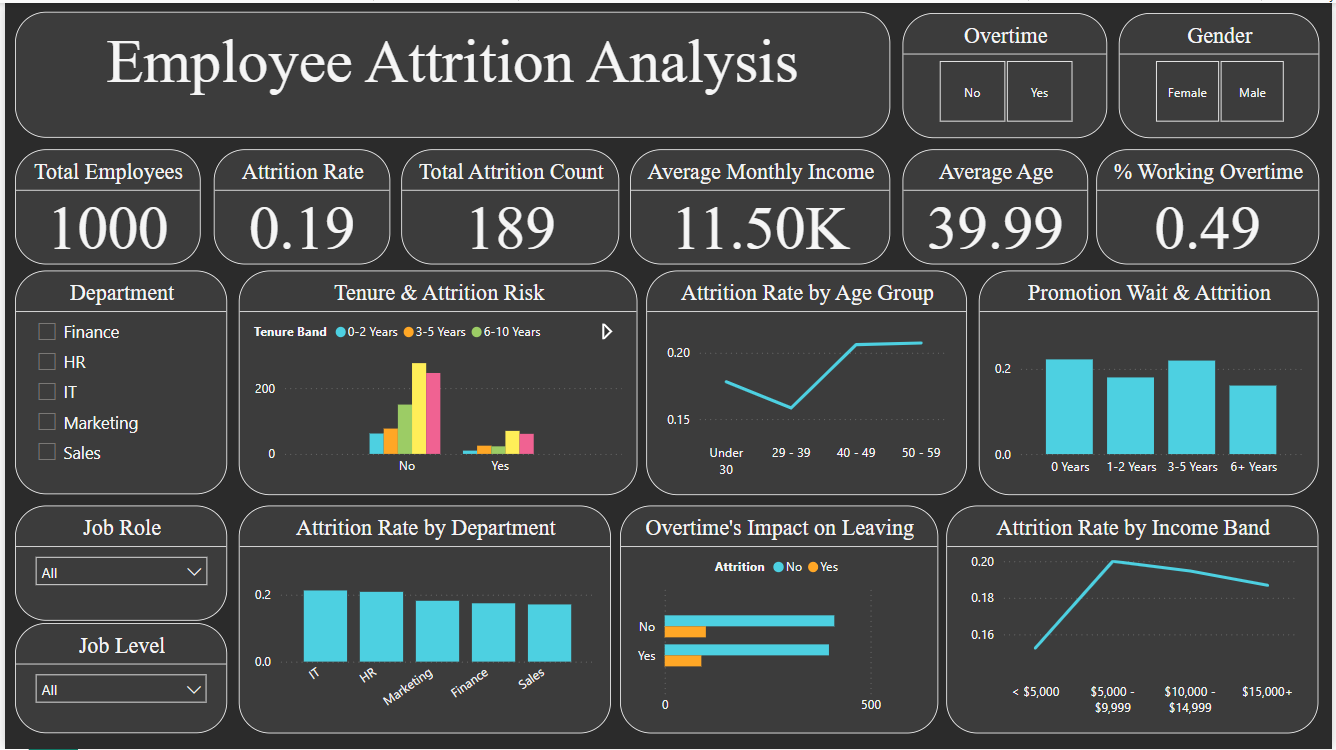 Employee Attrition Analysis
Overtime
No
Yes
Gender
Female
Male
Total Employees
1000
Attrition Rate
0.19
Total Attrition Count
189
Average Monthly Income
11.50K
Average Age
39.99
% Working Overtime
0.49
Department
Finance
HR
IT
Marketing
Sales
Tenure & Attrition Risk
Tenure Band 0-2 Years 3-5 Years 6-10 Years
200
0
No
Yes
Attrition Rate by Age Group
0.20
0.15
Under
30
29 - 39
40 - 49
50 - 59
Promotion Wait & Attrition
0.2
0.0
0 Years
1-2 Years
3-5 Years
6+ Years
Job Role
All
Job Level
All
Attrition Rate by Department
0.2
0.0
IT
HR
Marketing
Finance
Sales
Overtime's Impact on Leaving
Attrition No Yes
No
Yes
0
500
Attrition Rate by Income Band
0.20
0.18
0.16
< $5,000
$5,000 -
$9,999
$10,000 -
$14,999
$15,000+